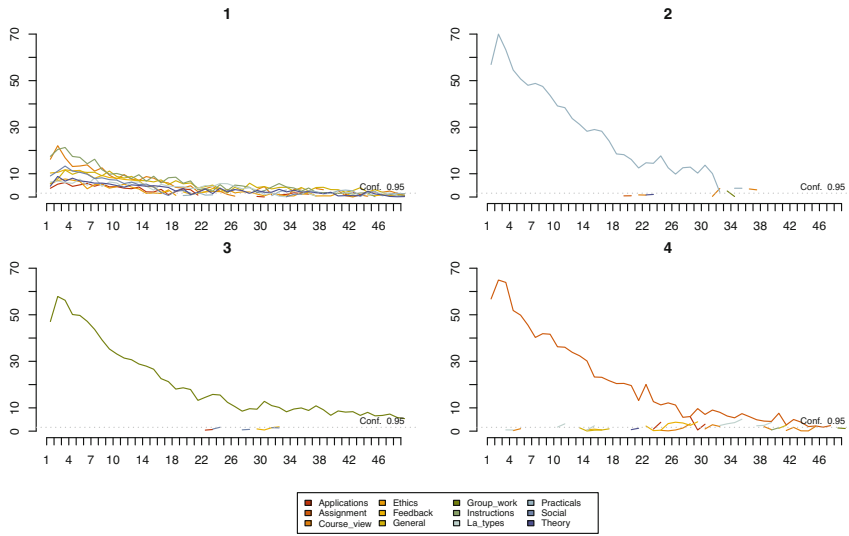 1
70
50
30
10
0
Conf. 0.95
1 4 7 10 14 18 22 26 30 34 38 42 46
2
70
50
30
10
0
Conf. 0.95
1 4 7 10 14 18 22 26 30 34 38 42 46
3
70
50
30
10
0
Conf. 0.95
1 4 7 10 14 18 22 26 30 34 38 42 46
4
70
50
30
10
0
Conf. 0.95
1 4 7 10 14 18 22 26 30 34 38 42 46
Applications Ethics Group_work Practicals
Assignment Feedback Instructions Social
Course_view General La_types Theory